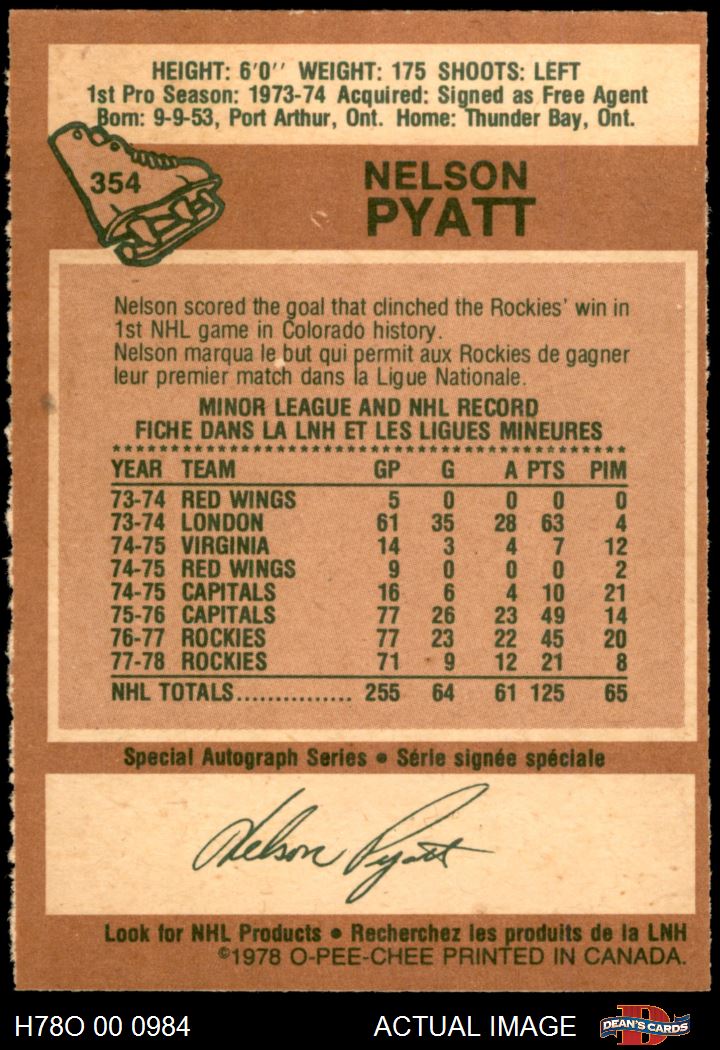 HEIGHT: 6'0'' WEIGHT: 175 SHOOTS: LEFT
1st Pro Season: 1973-74 Acquired: Signed as Free Agent
Born: 9-9-53, Port Arthur, Ont. Home: Thunder Bay, Ont.
354
NELSON
PYATT
Nelson scored the goal that clinched the Rockies' win in
1st NHL game in Colorado history.
Nelson marqua le but qui permit aux Rockies de gagner
leur premier match dans la Ligue Nationale.
MINOR LEAGUE AND NHL RECORD
FICHE DANS LA LNH ET LES LIGUES MINEURES
YEAR TEAM GP G A PTS PIM
73-74 RED WINGS 5 0 0 0 0
73-74 LONDON 61 35 28 63 4
74-75 VIRGINIA 14 3 4 7 12
74-75 RED WINGS 9 0 0 0 2
74-75 CAPITALS 16 6 4 10 21
75-76 CAPITALS 77 26 23 49 14
76-77 ROCKIES 77 23 22 45 20
77-78 ROCKIES 71 9 12 21 8
NHL TOTALS............... 255 64 61 125 65
Special Autograph Series • Série signée spéciale
Nelson Pyatt
Look for NHL Products • Recherchez les produits de la LNH
©1978 O-PEE-CHEE PRINTED IN CANADA.
H78O 00 0984 ACTUAL IMAGE D DEAN'S CARDS